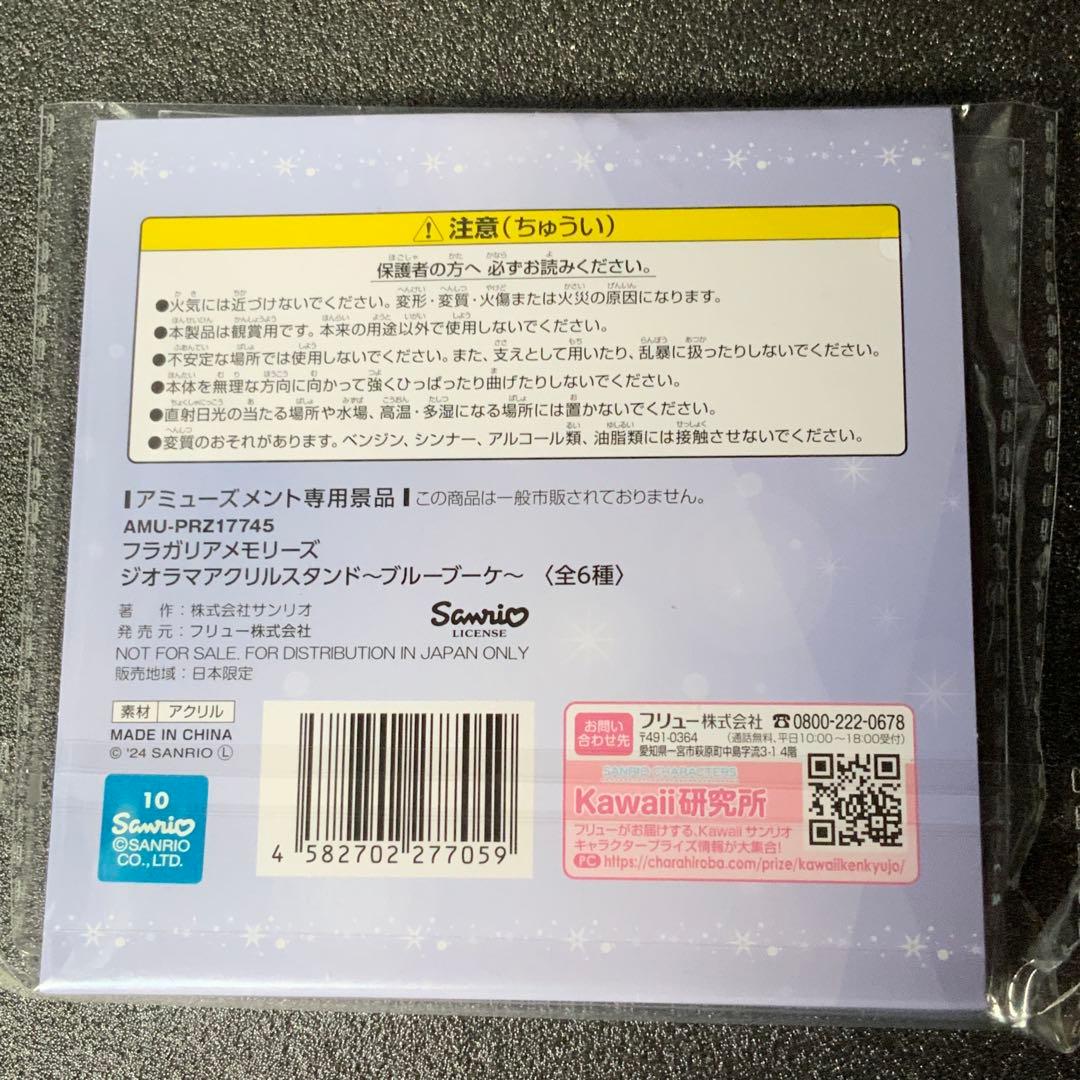 ⚠注意(ちゅうい)
保護者の方へ 必ずお読みください。
●火気には近づけないでください。変形・変質・火傷または火災の原因になります。
●本製品は観賞用です。本来の用途以外で使用しないでください。
●不安定な場所では使用しないでください。また、支えとして用いたり、乱暴に扱ったりしないでください。
●本体を無理な方向に向かって強くひっぱったり曲げたりしないでください。
●直射日光の当たる場所や水場、高温・多湿になる場所には置かないでください。
●変質のおそれがあります。ベンジン、シンナー、アルコール類、油脂類には接触させないでください。
アミューズメント専用景品 この商品は一般市販されておりません。
AMU-PRZ17745
フラガリアメモリーズ
ジオラマアクリルスタンド～ブルーブーケ～ 〈全6種〉
著 作：株式会社サンリオ
発売元：フリュー株式会社
Sanrio
LICENSE
NOT FOR SALE. FOR DISTRIBUTION IN JAPAN ONLY
販売地域：日本限定
素材 アクリル
MADE IN CHINA
© '24 SANRIO Ⓛ
10
Sanrio
©SANRIO
CO., LTD.
4 582702 277059
お問い
合わせ先
フリュー株式会社 ☎0800-222-0678
〒491-0364 (通話無料、平日10:00～18:00受付)
愛知県一宮市萩原町中島字流3-1 4階
SANRIO CHARACTERS
Kawaii研究所
フリューがお届けする、Kawaii サンリオ
キャラクタープライズ情報が大集合!
PC https://charahiroba.com/prize/kawaiikenkyujo/